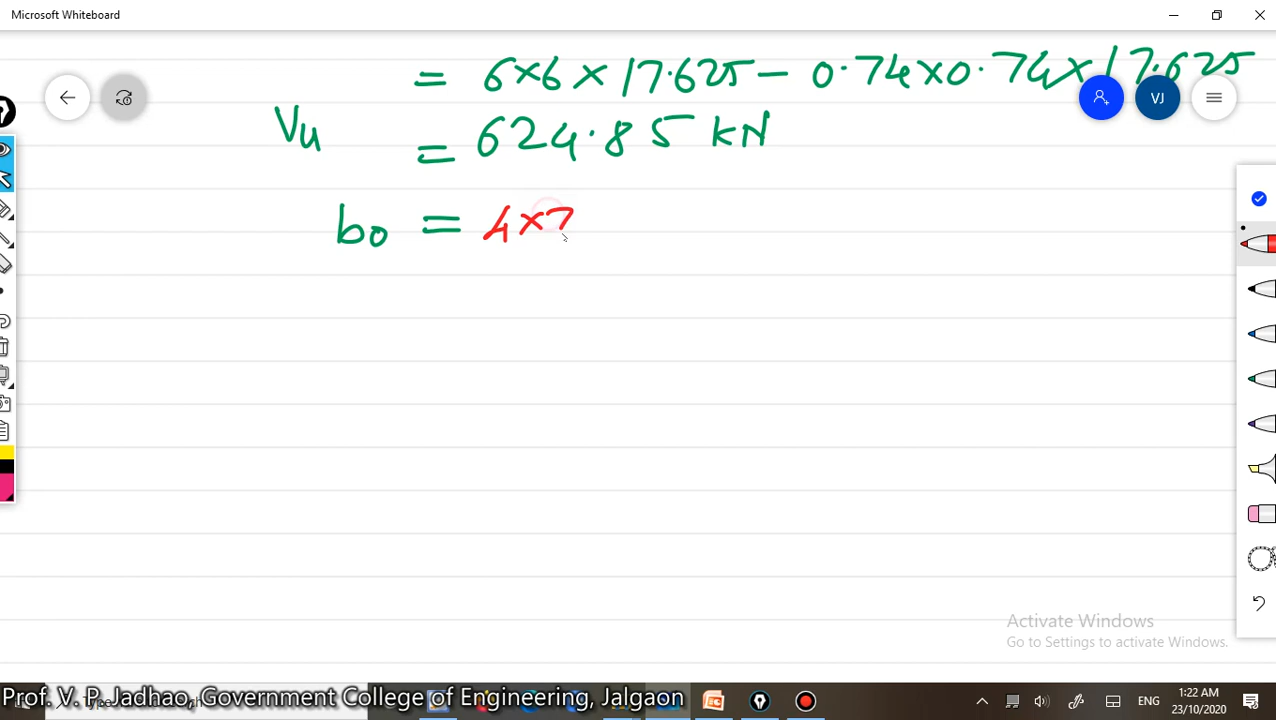 Microsoft Whiteboard
= 6×6 × 17.625 - 0.74×0.74×17.625
VJ
Vu = 624.85 kN
bo = 4×7
Activate Windows
Go to Settings to activate Windows.
Prof. V. P. Jadhao, Government College of Engineering, Jalgaon
ENG
1:22 AM
23/10/2020